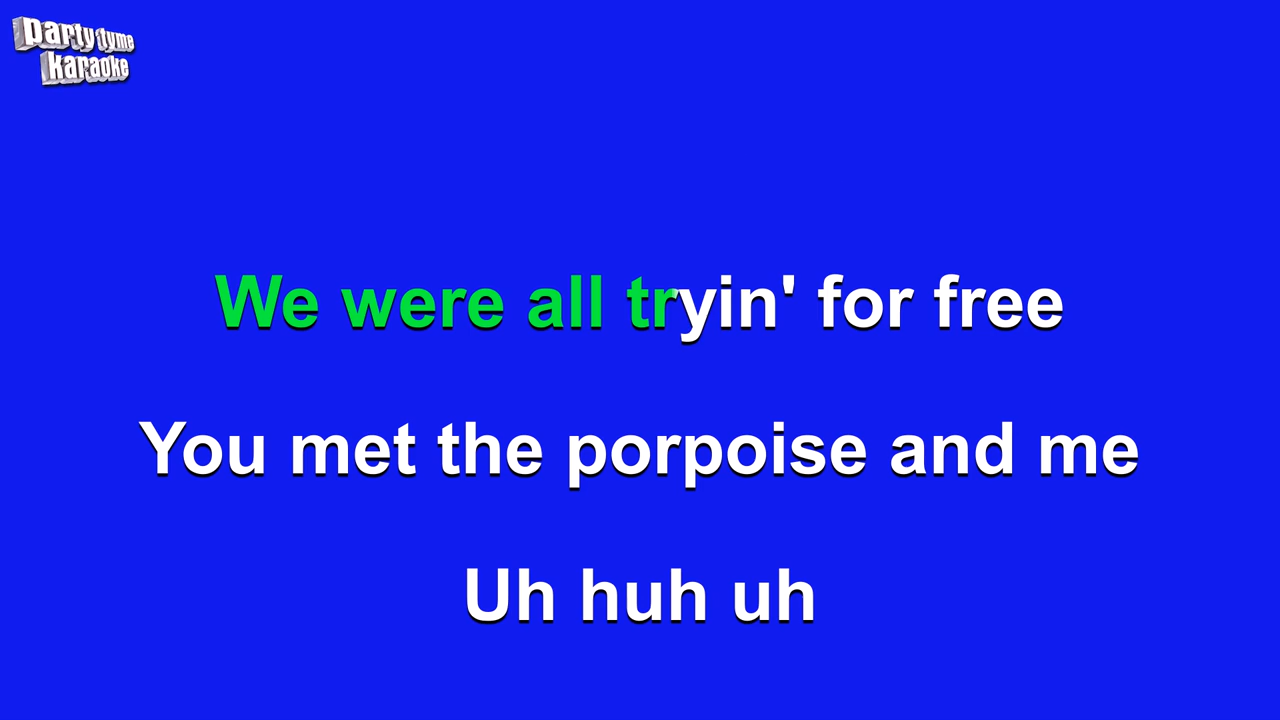 party tyme
karaoke
We were all tryin' for free
You met the porpoise and me
Uh huh uh